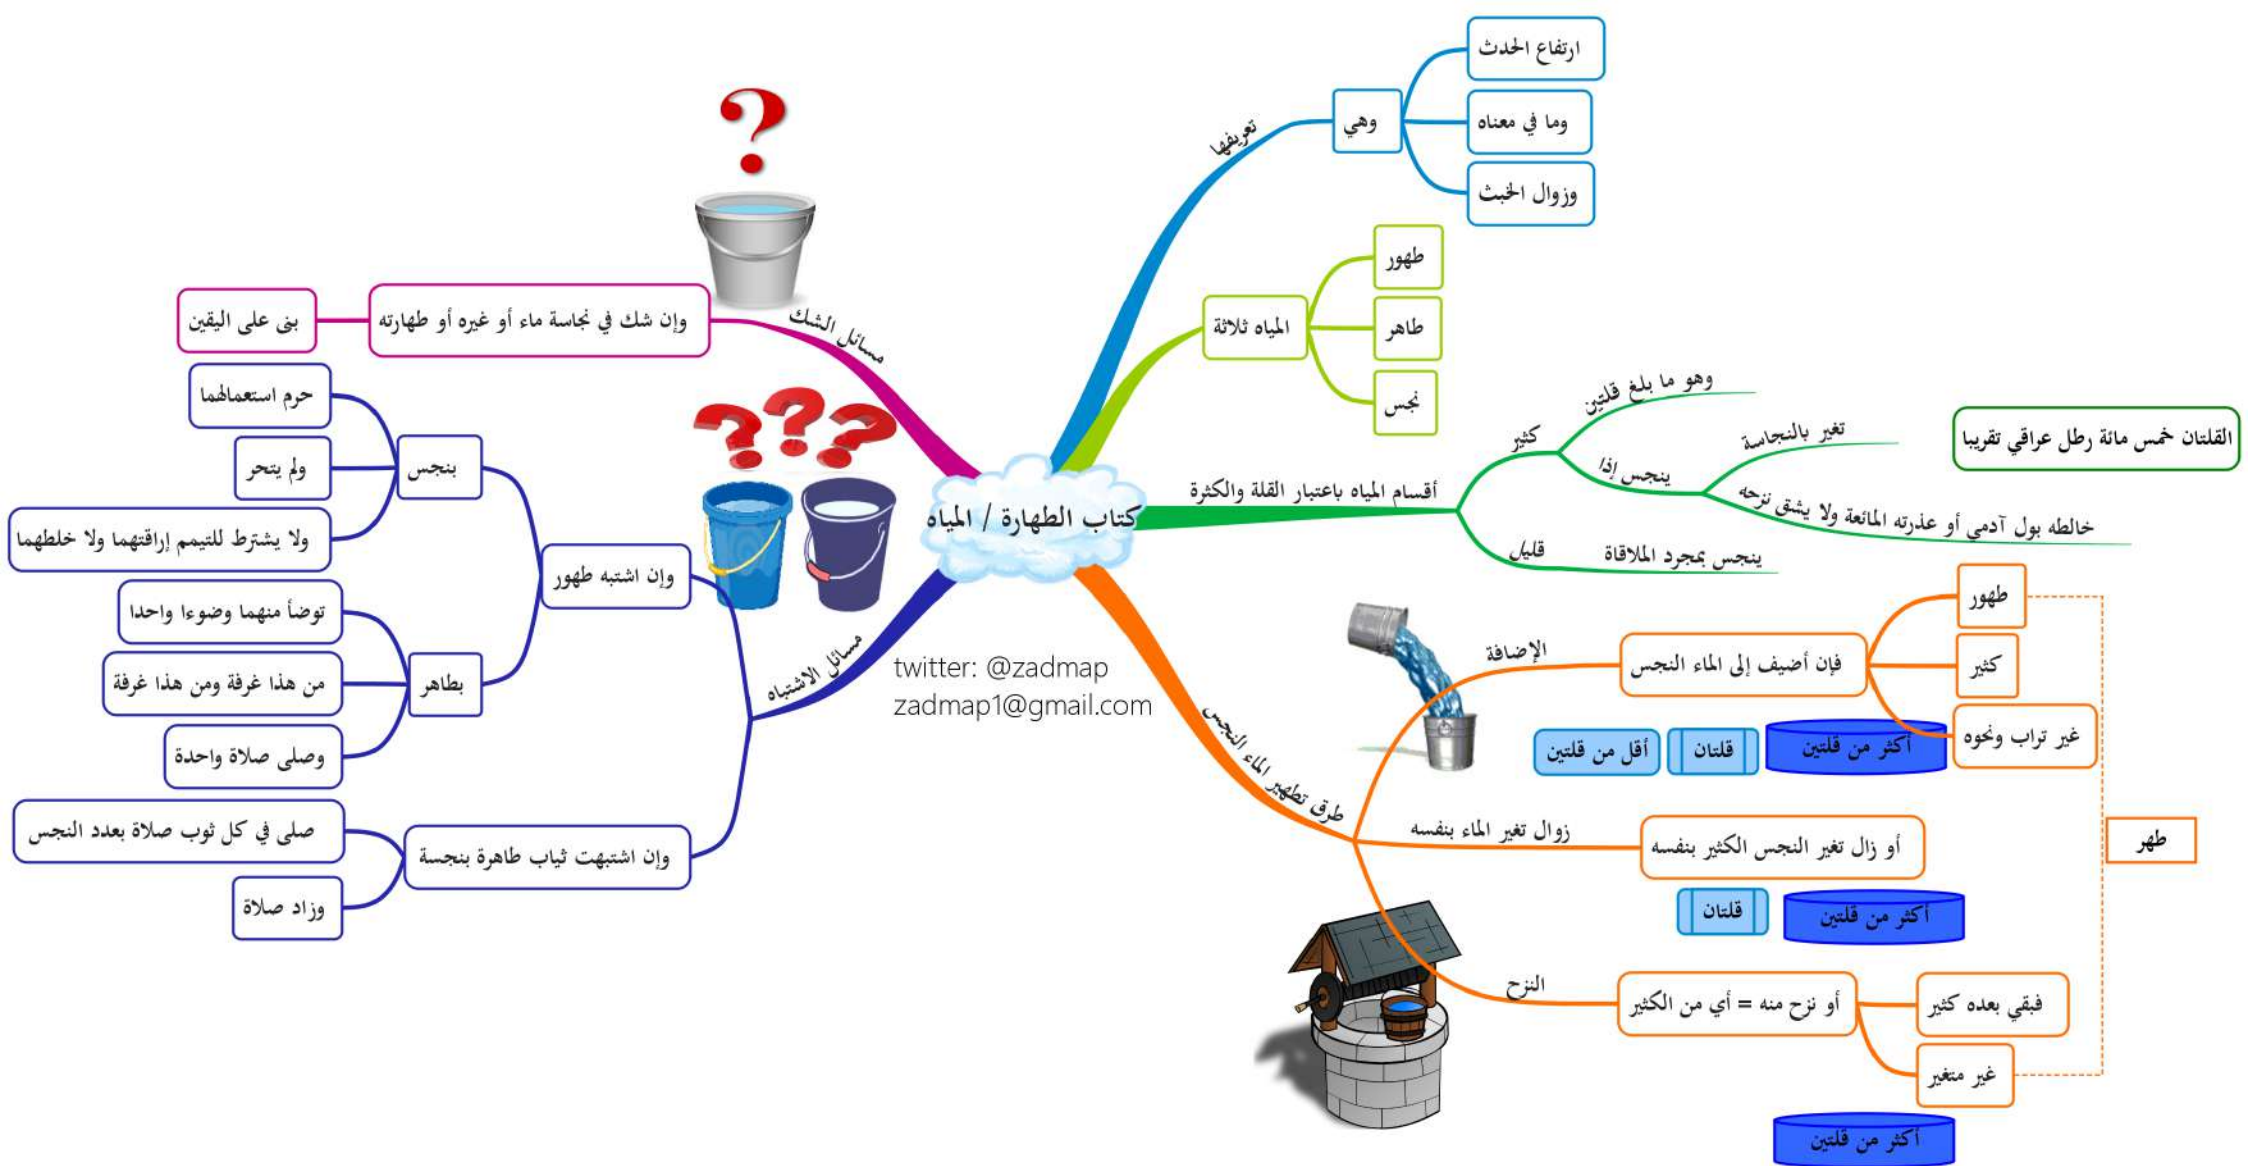 كتاب الطهارة / المياه
تعريفها
وهي
ارتفاع الحدث
وما في معناه
وزوال الخبث
المياه ثلاثة
طهور
طاهر
نجس
أقسام المياه باعتبار القلة والكثرة
كثير
وهو ما بلغ قلتين
ينجس إذا
تغير بالنجاسة
خالطه بول آدمي أو عذرته المائعة ولا يشق نزحه
قليل
ينجس بمجرد الملاقاة
القلتان خمس مائة رطل عراقي تقريبا
طرق تطهير الماء النجس
الإضافة
فإن أضيف إلى الماء النجس
طهور
كثير
غير تراب ونحوه
أكثر من قلتين
قلتان
أقل من قلتين
زوال تغير الماء بنفسه
أو زال تغير النجس الكثير بنفسه
أكثر من قلتين
قلتان
النزح
أو نزح منه = أي من الكثير
فبقي بعده كثير
غير متغير
أكثر من قلتين
طهر
مسائل الشك
وإن شك في نجاسة ماء أو غيره أو طهارته
بنى على اليقين
مسائل الاشتباه
وإن اشتبه طهور
بنجس
حرم استعمالهما
ولم يتحر
ولا يشترط للتيمم إراقتهما ولا خلطهما
بطاهر
توضأ منهما وضوءا واحدا
من هذا غرفة ومن هذا غرفة
وصلى صلاة واحدة
وإن اشتبهت ثياب طاهرة بنجسة
صلى في كل ثوب صلاة بعدد النجس
وزاد صلاة
twitter: @zadmap
zadmap1@gmail.com